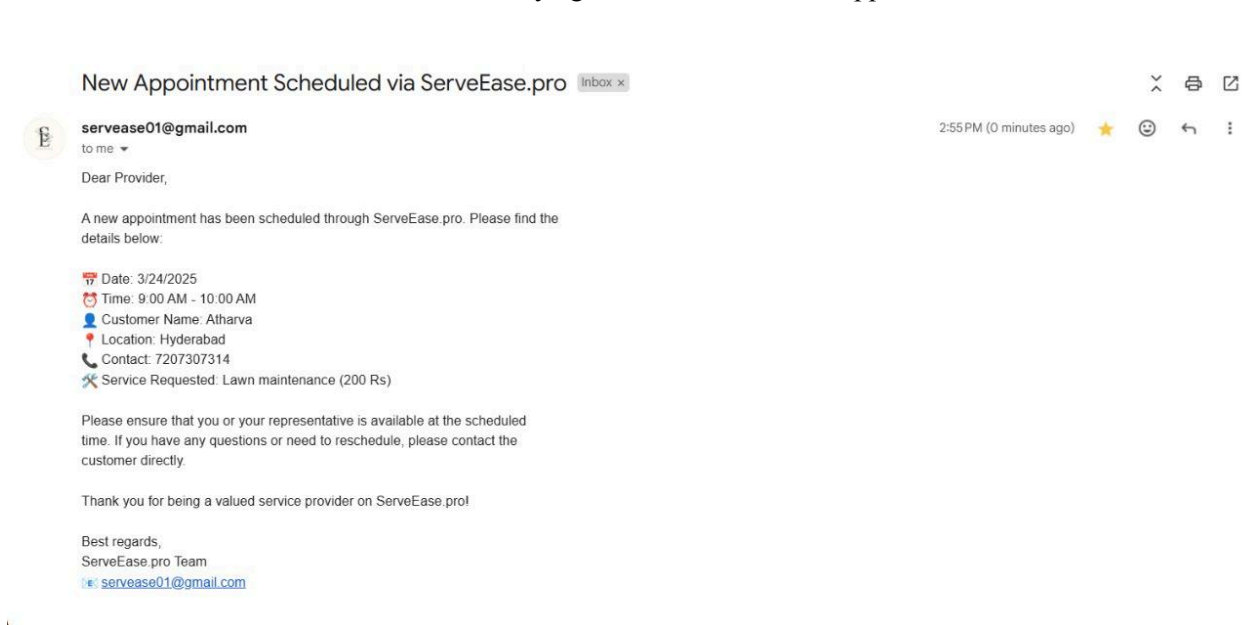 New Appointment Scheduled via ServeEase.pro Inbox ×
servease01@gmail.com 2:55 PM (0 minutes ago)
to me
Dear Provider,
A new appointment has been scheduled through ServeEase.pro. Please find the
details below:
📅 Date: 3/24/2025
⏰ Time: 9:00 AM - 10:00 AM
👤 Customer Name: Atharva
📍 Location: Hyderabad
📞 Contact: 7207307314
🛠️ Service Requested: Lawn maintenance (200 Rs)
Please ensure that you or your representative is available at the scheduled
time. If you have any questions or need to reschedule, please contact the
customer directly.
Thank you for being a valued service provider on ServeEase.pro!
Best regards,
ServeEase.pro Team
📧 servease01@gmail.com